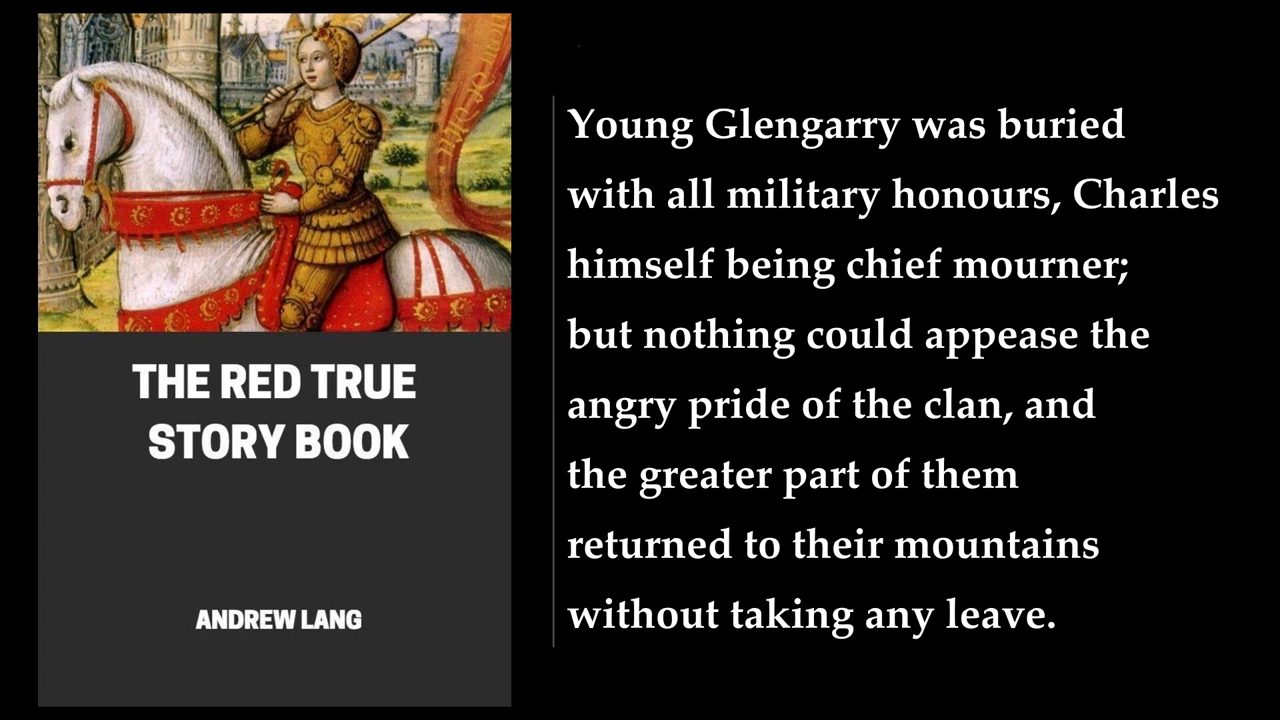 THE RED TRUE
STORY BOOK
ANDREW LANG
Young Glengarry was buried
with all military honours, Charles
himself being chief mourner;
but nothing could appease the
angry pride of the clan, and
the greater part of them
returned to their mountains
without taking any leave.